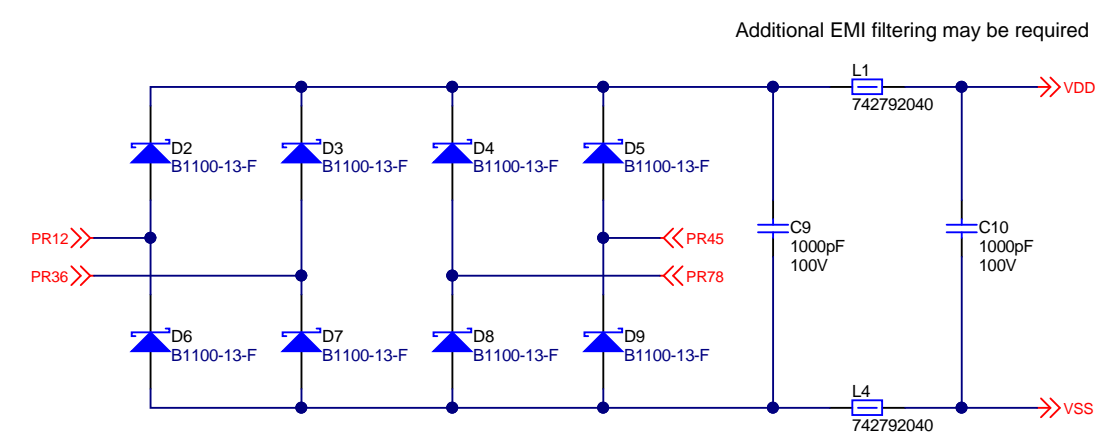 Additional EMI filtering may be required
L1
742792040
VDD
D2
B1100-13-F
D3
B1100-13-F
D4
B1100-13-F
D5
B1100-13-F
PR12
PR45
C9
1000pF
100V
C10
1000pF
100V
PR36
PR78
D6
B1100-13-F
D7
B1100-13-F
D8
B1100-13-F
D9
B1100-13-F
L4
742792040
VSS